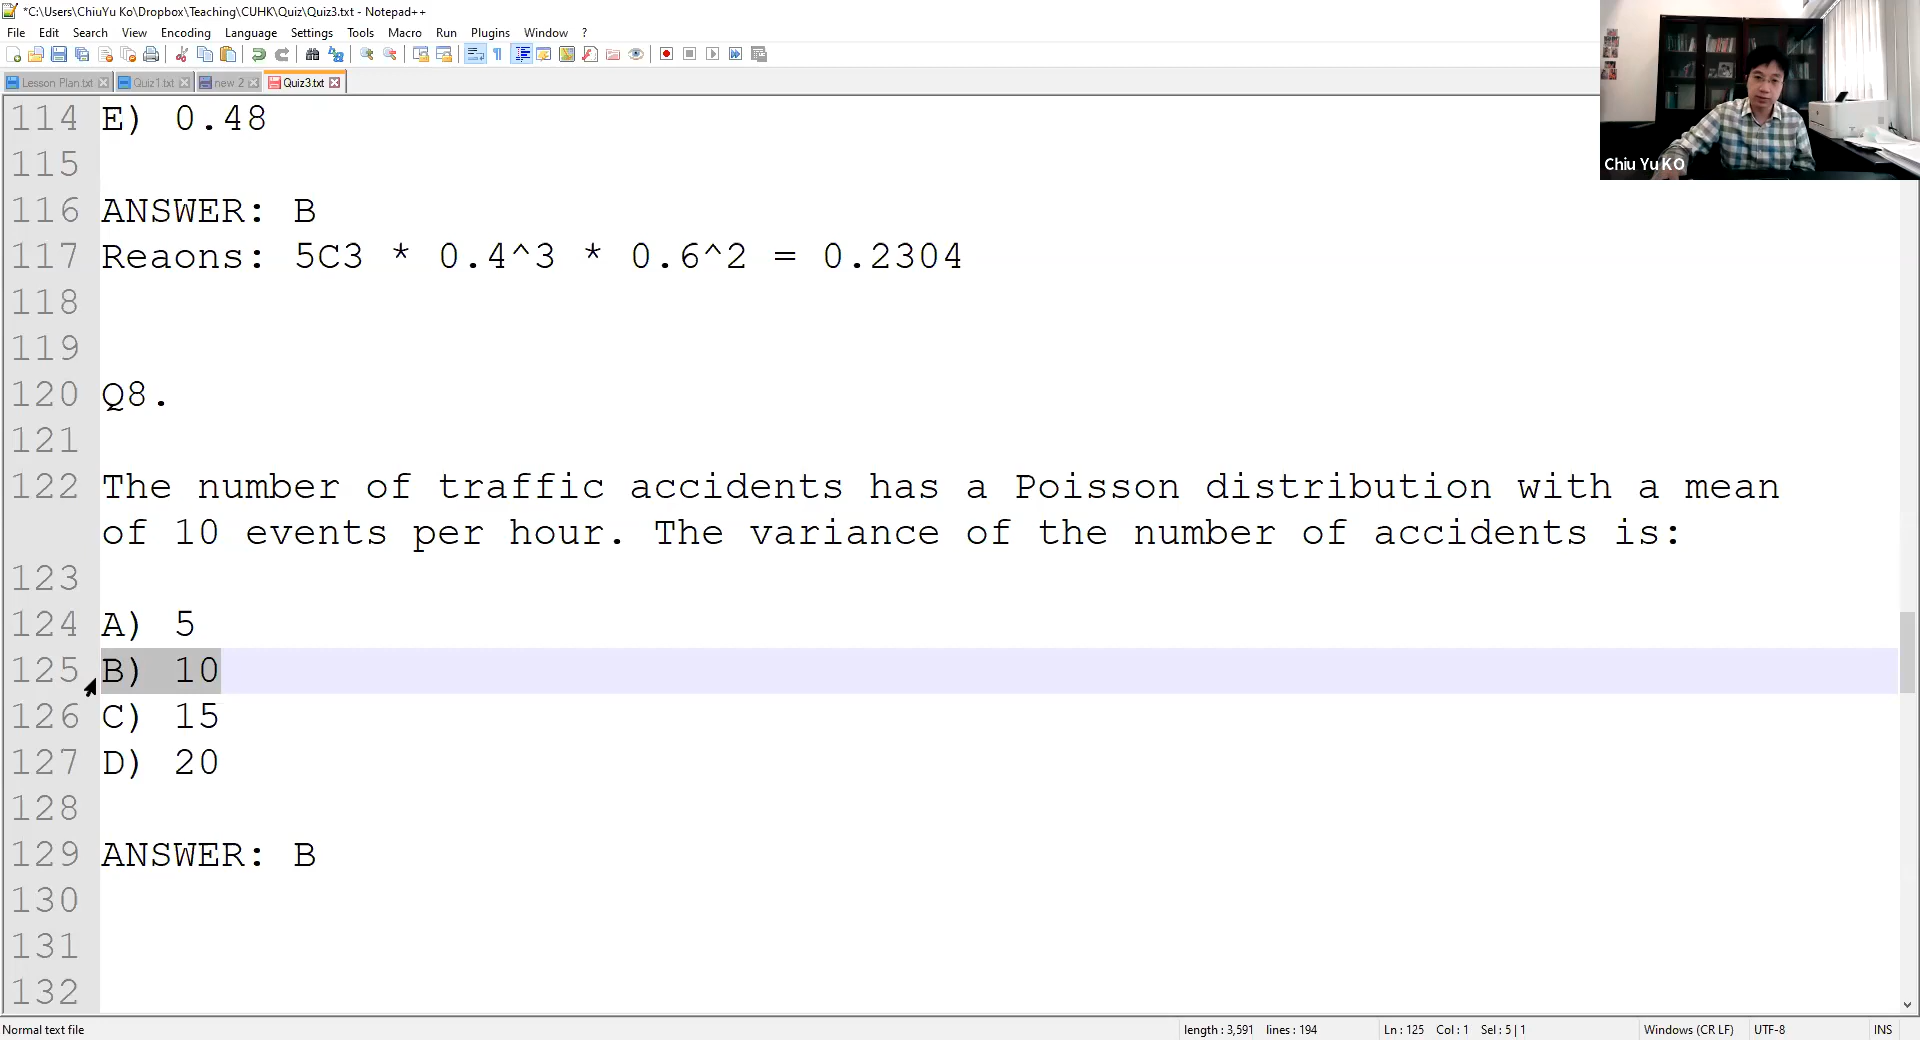 *C:\Users\ChiuYu Ko\Dropbox\Teaching\CUHK\Quiz\Quiz3.txt - Notepad++
File Edit Search View Encoding Language Settings Tools Macro Run Plugins Window ?
Lesson Plan.txt Quiz1.txt new 2 Quiz3.txt
Chiu Yu KO
114 E) 0.48
115
116 ANSWER: B
117 Reaons: 5C3 * 0.4^3 * 0.6^2 = 0.2304
118
119
120 Q8.
121
122 The number of traffic accidents has a Poisson distribution with a mean
of 10 events per hour. The variance of the number of accidents is:
123
124 A) 5
125 B) 10
126 C) 15
127 D) 20
128
129 ANSWER: B
130
131
132
Normal text file length : 3,591 lines : 194 Ln : 125 Col : 1 Sel : 5 | 1 Windows (CR LF) UTF-8 INS